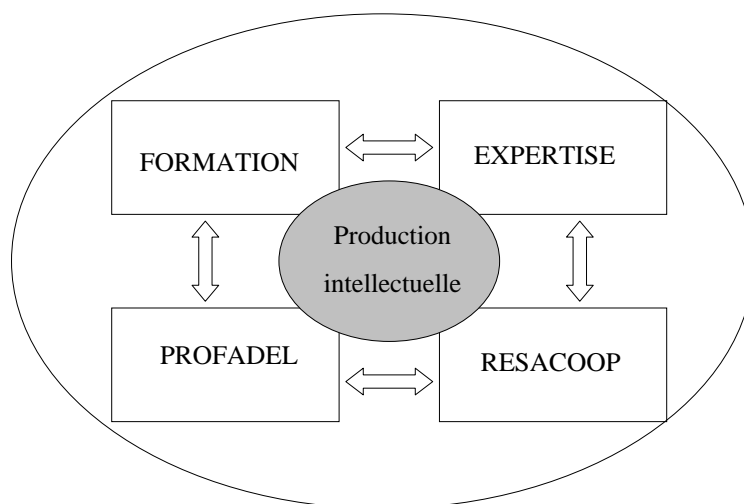 FORMATION
EXPERTISE
Production
intellectuelle
PROFADEL
RESACOOP